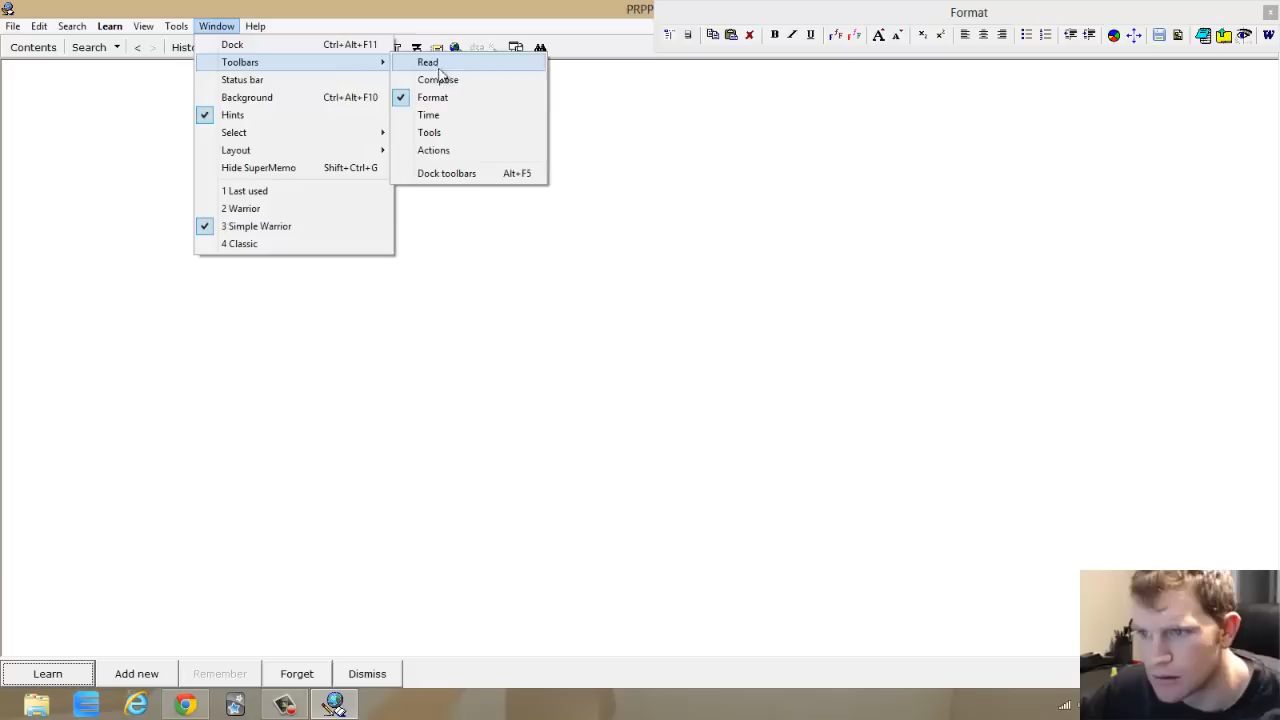 PRPP
Format
File Edit Search Learn View Tools Window Help
Contents Search < > Histo
Dock Ctrl+Alt+F11
Toolbars
Status bar
Background Ctrl+Alt+F10
Hints
Select
Layout
Hide SuperMemo Shift+Ctrl+G
1 Last used
2 Warrior
3 Simple Warrior
4 Classic
Read
Compose
Format
Time
Tools
Actions
Dock toolbars Alt+F5
Learn Add new Remember Forget Dismiss